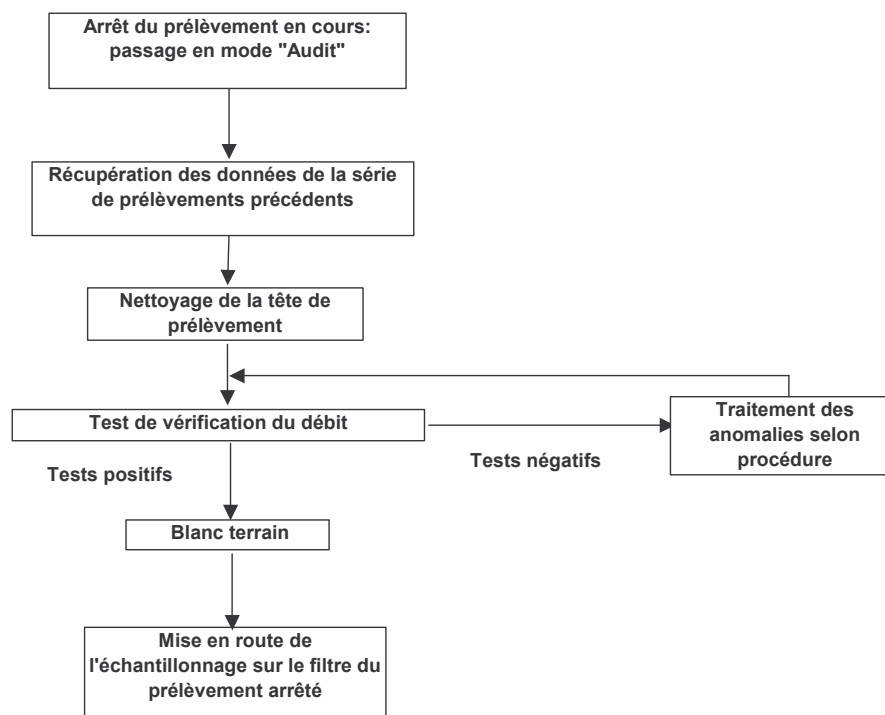 Arrêt du prélèvement en cours:
passage en mode "Audit"
Récupération des données de la série
de prélèvements précédents
Nettoyage de la tête de
prélèvement
Test de vérification du débit
Traitement des
anomalies selon
procédure
Tests positifs
Tests négatifs
Blanc terrain
Mise en route de
l'échantillonnage sur le filtre du
prélèvement arrêté